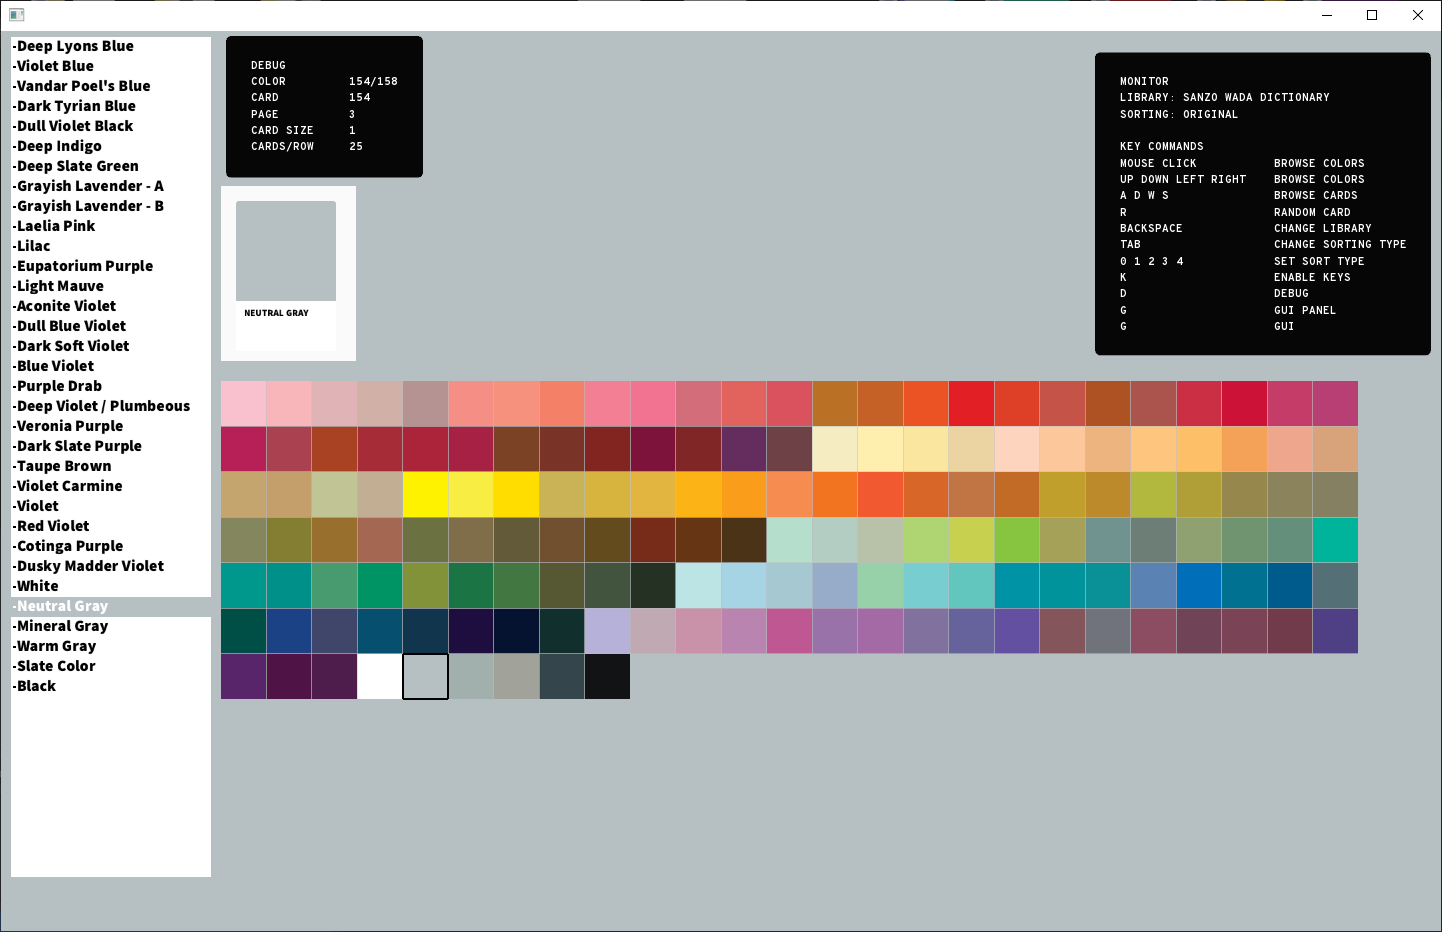 -Deep Lyons Blue
-Violet Blue
-Vandar Poel's Blue
-Dark Tyrian Blue
-Dull Violet Black
-Deep Indigo
-Deep Slate Green
-Grayish Lavender - A
-Grayish Lavender - B
-Laelia Pink
-Lilac
-Eupatorium Purple
-Light Mauve
-Aconite Violet
-Dull Blue Violet
-Dark Soft Violet
-Blue Violet
-Purple Drab
-Deep Violet / Plumbeous
-Veronia Purple
-Dark Slate Purple
-Taupe Brown
-Violet Carmine
-Violet
-Red Violet
-Cotinga Purple
-Dusky Madder Violet
-White
-Neutral Gray
-Mineral Gray
-Warm Gray
-Slate Color
-Black
DEBUG
COLOR 154/158
CARD 154
PAGE 3
CARD SIZE 1
CARDS/ROW 25
NEUTRAL GRAY
MONITOR
LIBRARY: SANZO WADA DICTIONARY
SORTING: ORIGINAL
KEY COMMANDS
MOUSE CLICK BROWSE COLORS
UP DOWN LEFT RIGHT BROWSE COLORS
A D W S BROWSE CARDS
R RANDOM CARD
BACKSPACE CHANGE LIBRARY
TAB CHANGE SORTING TYPE
0 1 2 3 4 SET SORT TYPE
K ENABLE KEYS
D DEBUG
G GUI PANEL
G GUI